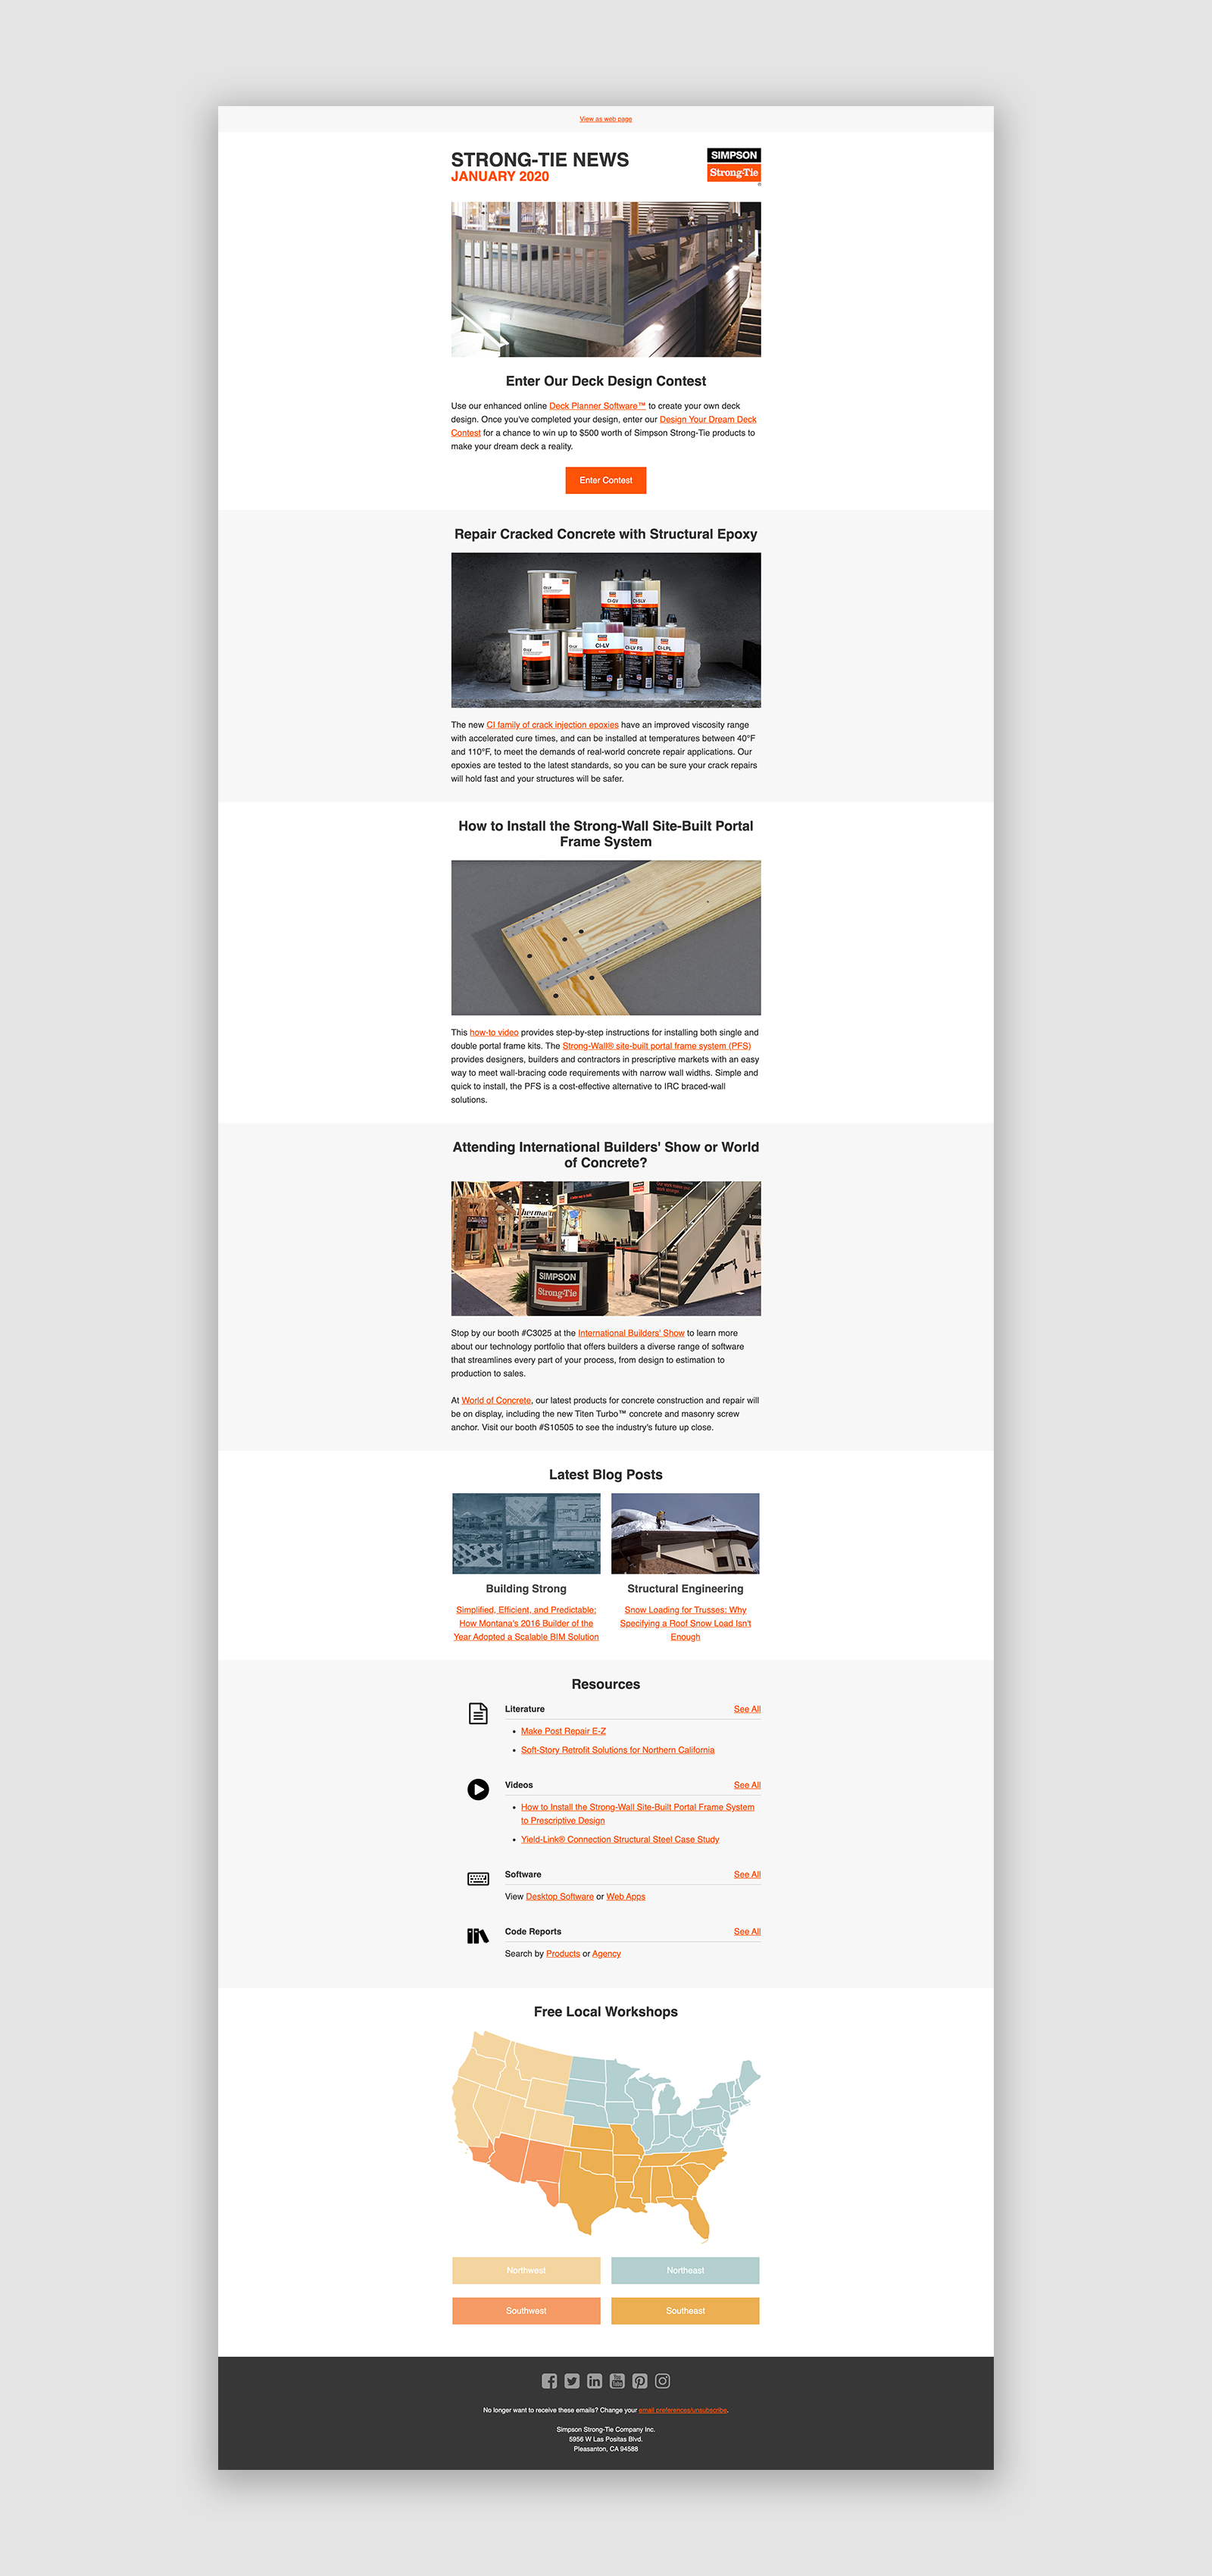 View as web page
STRONG-TIE NEWS
JANUARY 2020
SIMPSON
Strong-Tie
®
Enter Our Deck Design Contest
Use our enhanced online Deck Planner Software™ to create your own deck
design. Once you've completed your design, enter our Design Your Dream Deck
Contest for a chance to win up to $500 worth of Simpson Strong-Tie products to
make your dream deck a reality.
Enter Contest
Repair Cracked Concrete with Structural Epoxy
CI-LV
CI-GV
CI-SLV
CI-LV
CI-LV
CI-LV FS
CI-LPL
The new CI family of crack injection epoxies have an improved viscosity range
with accelerated cure times, and can be installed at temperatures between 40°F
and 110°F, to meet the demands of real-world concrete repair applications. Our
epoxies are tested to the latest standards, so you can be sure your crack repairs
will hold fast and your structures will be safer.
How to Install the Strong-Wall Site-Built Portal
Frame System
This how-to video provides step-by-step instructions for installing both single and
double portal frame kits. The Strong-Wall® site-built portal frame system (PFS)
provides designers, builders and contractors in prescriptive markets with an easy
way to meet wall-bracing code requirements with narrow wall widths. Simple and
quick to install, the PFS is a cost-effective alternative to IRC braced-wall
solutions.
Attending International Builders' Show or World
of Concrete?
SIMPSON
Strong-Tie
Stop by our booth #C3025 at the International Builders' Show to learn more
about our technology portfolio that offers builders a diverse range of software
that streamlines every part of your process, from design to estimation to
production to sales.
At World of Concrete, our latest products for concrete construction and repair will
be on display, including the new Titen Turbo™ concrete and masonry screw
anchor. Visit our booth #S10505 to see the industry's future up close.
Latest Blog Posts
Building Strong
Simplified, Efficient, and Predictable:
How Montana's 2016 Builder of the
Year Adopted a Scalable BIM Solution
Structural Engineering
Snow Loading for Trusses: Why
Specifying a Roof Snow Load Isn't
Enough
Resources
Literature See All
• Make Post Repair E-Z
• Soft-Story Retrofit Solutions for Northern California
Videos See All
• How to Install the Strong-Wall Site-Built Portal Frame System
to Prescriptive Design
• Yield-Link® Connection Structural Steel Case Study
Software See All
View Desktop Software or Web Apps
Code Reports See All
Search by Products or Agency
Free Local Workshops
Northwest Northeast
Southwest Southeast
You Tube
No longer want to receive these emails? Change your email preferences/unsubscribe.
Simpson Strong-Tie Company Inc.
5956 W Las Positas Blvd.
Pleasanton, CA 94588